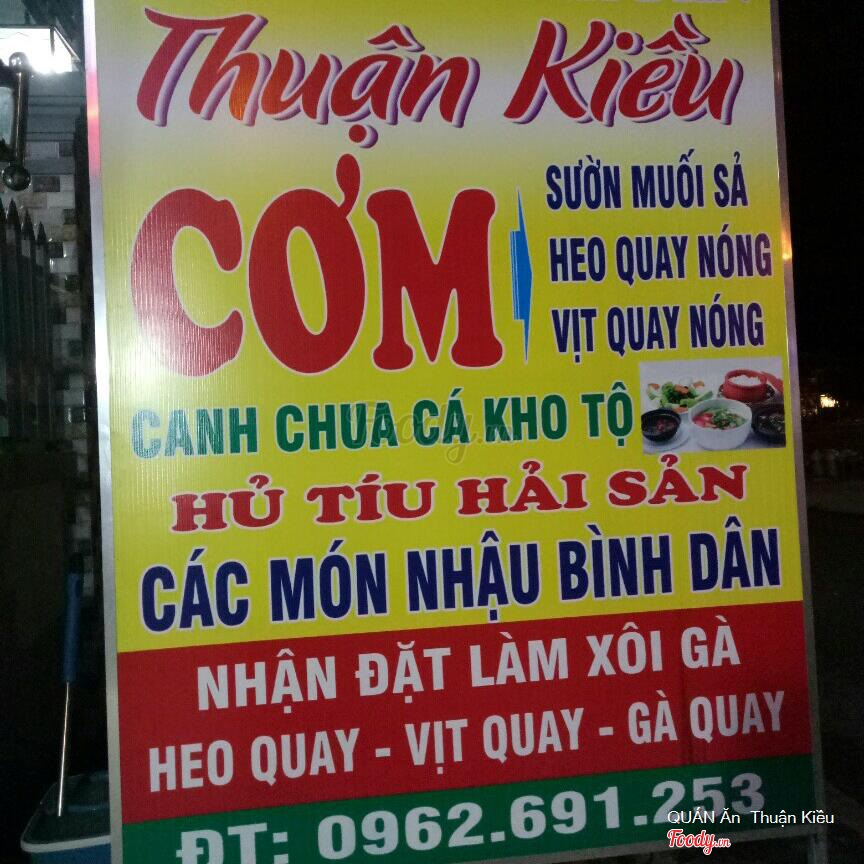 Thuận Kiều
CƠM
SƯỜN MUỐI SẢ
HEO QUAY NÓNG
VỊT QUAY NÓNG
CANH CHUA CÁ KHO TỘ
HỦ TÍU HẢI SẢN
CÁC MÓN NHẬU BÌNH DÂN
NHẬN ĐẶT LÀM XÔI GÀ
HEO QUAY - VỊT QUAY - GÀ QUAY
ĐT: 0962.691.253
QUÁN Ăn Thuận Kiều
Foody.vn